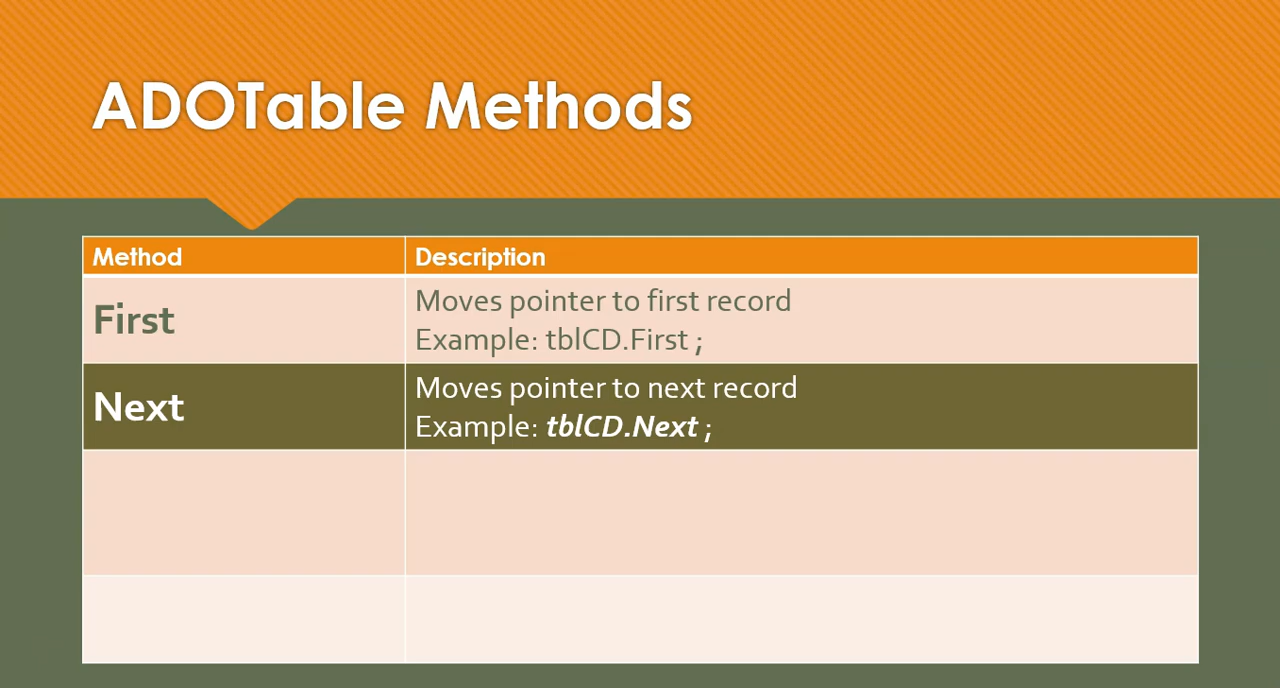 ADOTable Methods
Method
Description
First
Moves pointer to first record
Example: tblCD.First ;
Next
Moves pointer to next record
Example: tblCD.Next ;